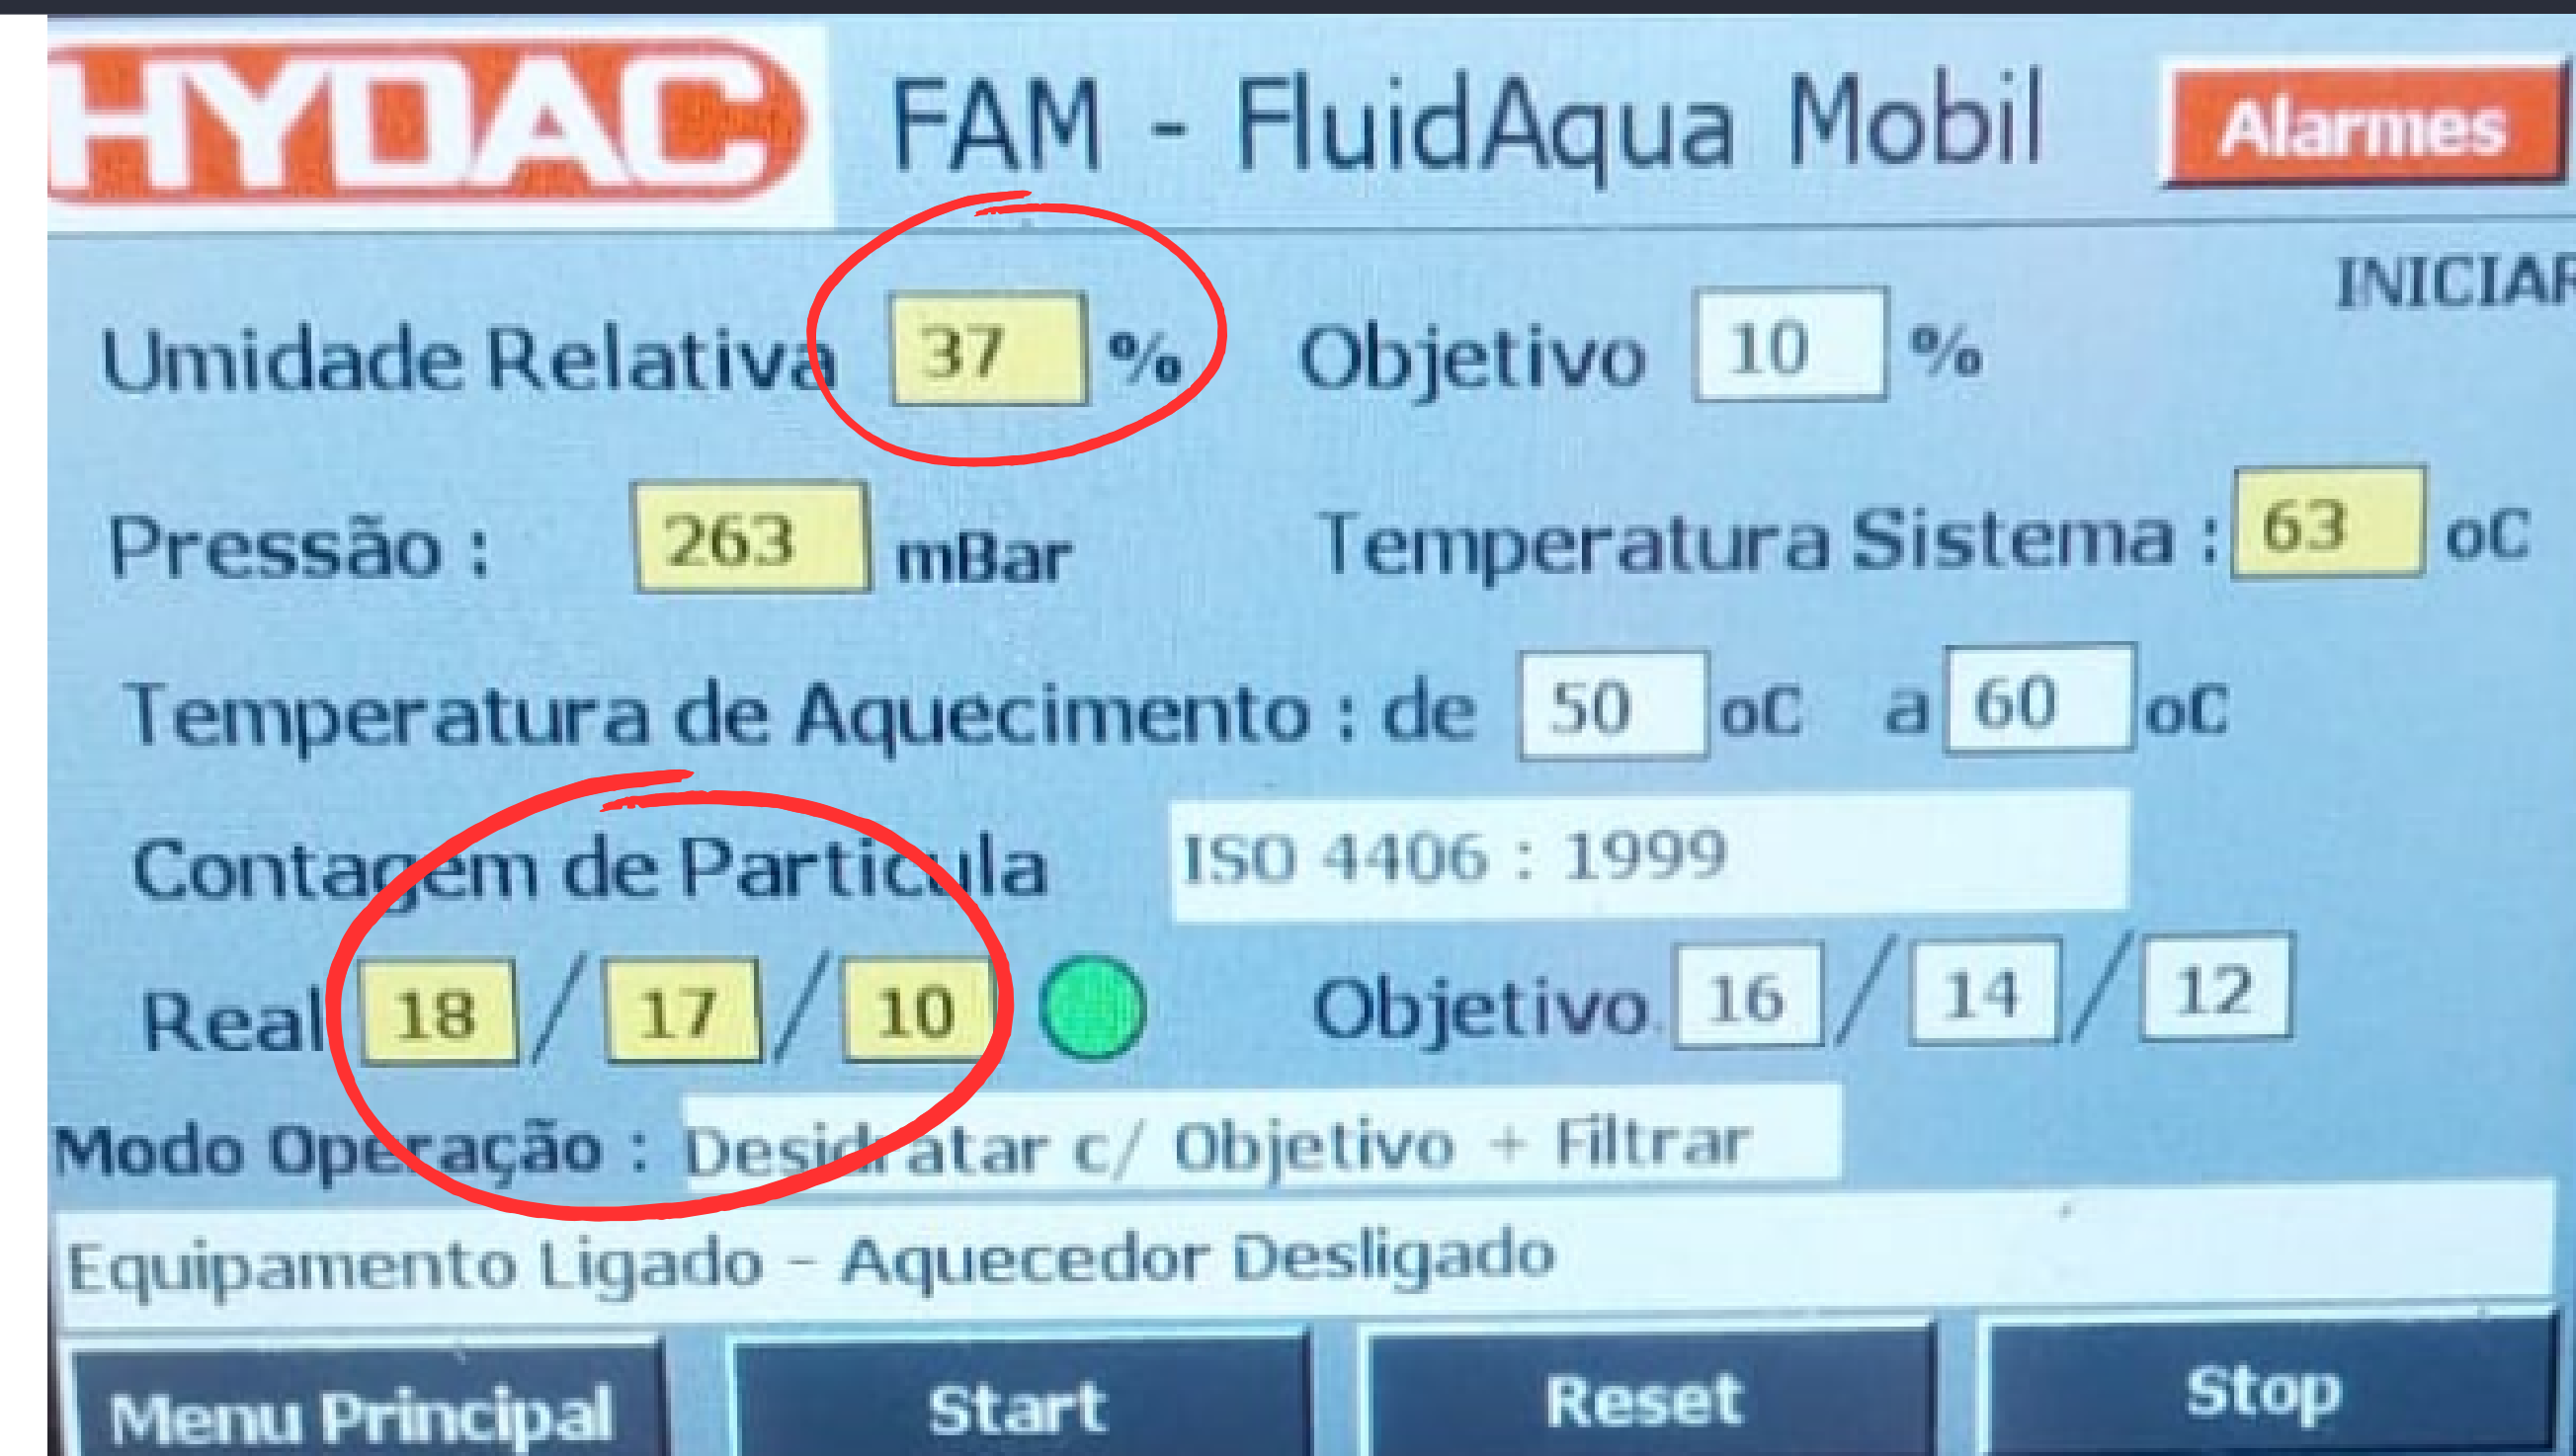 HYDAC FAM - FluidAqua Mobil Alarmes
INICIAR
Umidade Relativa 37 % Objetivo 10 %
Pressão : 263 mBar Temperatura Sistema : 63 oC
Temperatura de Aquecimento : de 50 oC a 60 oC
Contagem de Particula ISO 4406 : 1999
Real 18 / 17 / 10 Objetivo 16 / 14 / 12
Modo Operação : Desidratar c/ Objetivo + Filtrar
Equipamento Ligado - Aquecedor Desligado
Menu Principal Start Reset Stop